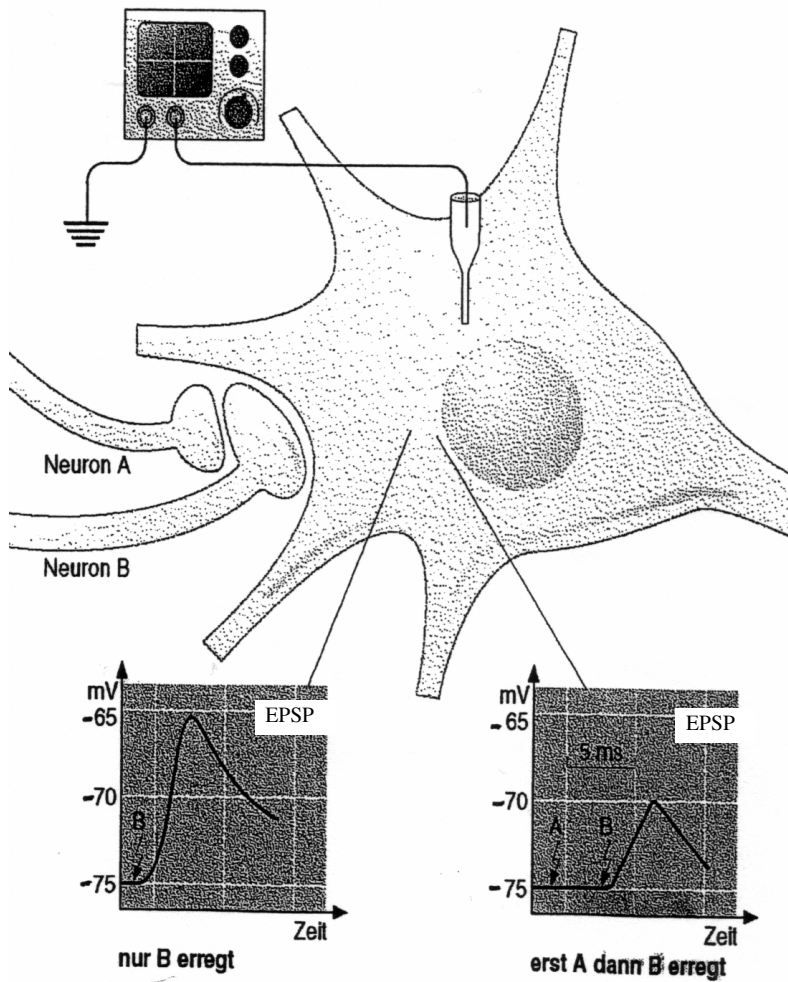 Neuron A
Neuron B
mV
-65
-70
-75
EPSP
B
Zeit
nur B erregt
mV
-65
-70
-75
EPSP
5 ms
A
B
Zeit
erst A dann B erregt